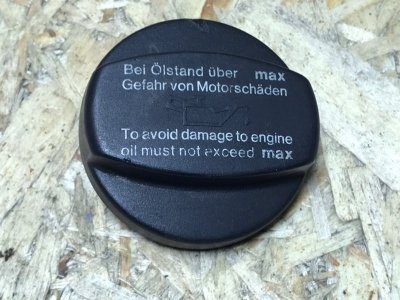 Bei Ölstand über max
Gefahr von Motorschäden
To avoid damage to engine
oil must not exceed max